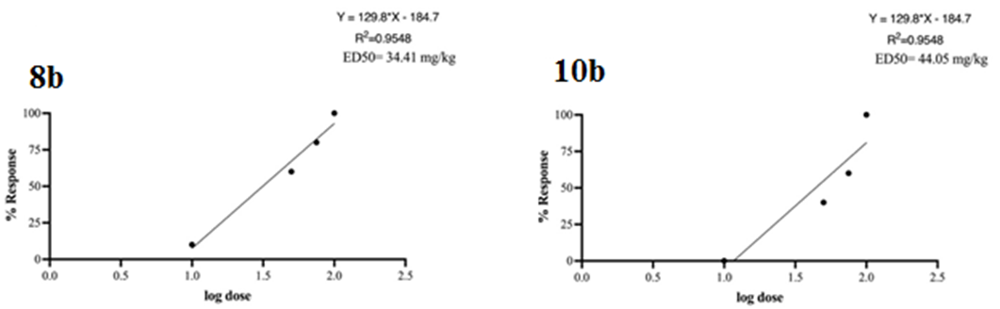 Y = 129.8*X - 184.7
R2=0.9548
ED50= 34.41 mg/kg
8b
100
75
50
25
0
% Response
0.0 0.5 1.0 1.5 2.0 2.5
log dose
Y = 129.8*X - 184.7
R2=0.9548
ED50= 44.05 mg/kg
10b
100
75
50
25
0
% Response
0.0 0.5 1.0 1.5 2.0 2.5
log dose